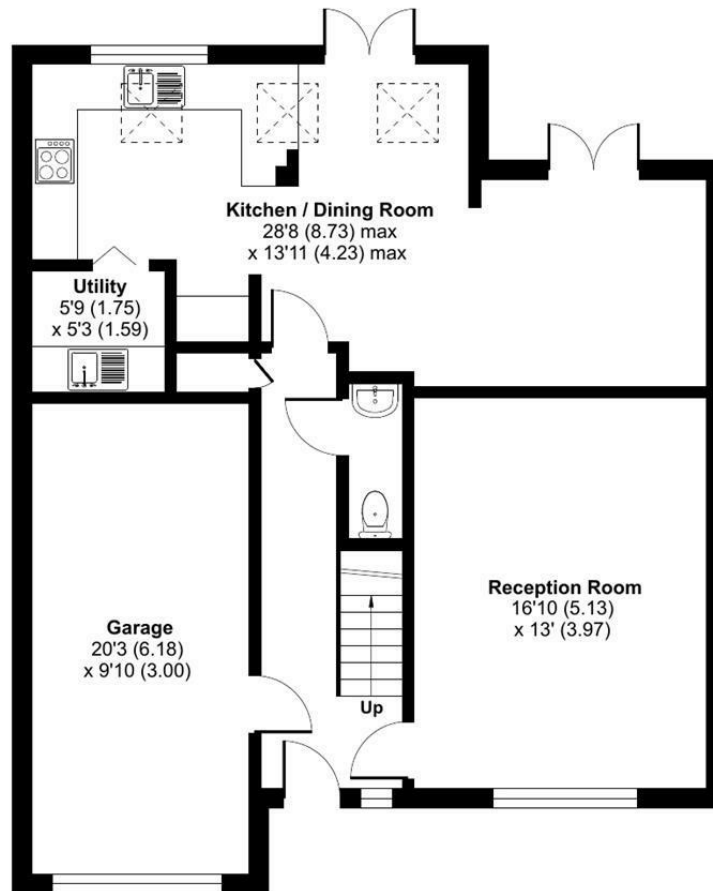 Kitchen / Dining Room
28'8 (8.73) max
x 13'11 (4.23) max
Utility
5'9 (1.75)
x 5'3 (1.59)
Reception Room
16'10 (5.13)
x 13' (3.97)
Garage
20'3 (6.18)
x 9'10 (3.00)
Up